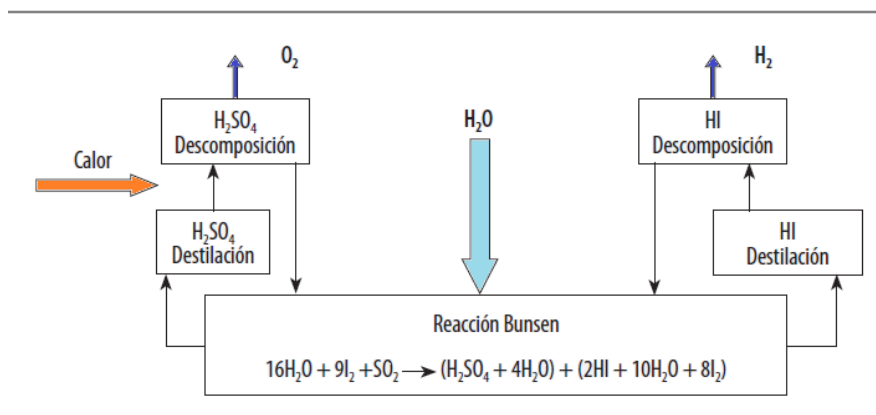 O₂
H₂
H₂SO₄
Descomposición
H₂O
HI
Descomposición
Calor
H₂SO₄
Destilación
HI
Destilación
Reacción Bunsen
16H₂O + 9I₂ +SO₂ → (H₂SO₄ + 4H₂O) + (2HI + 10H₂O + 8I₂)